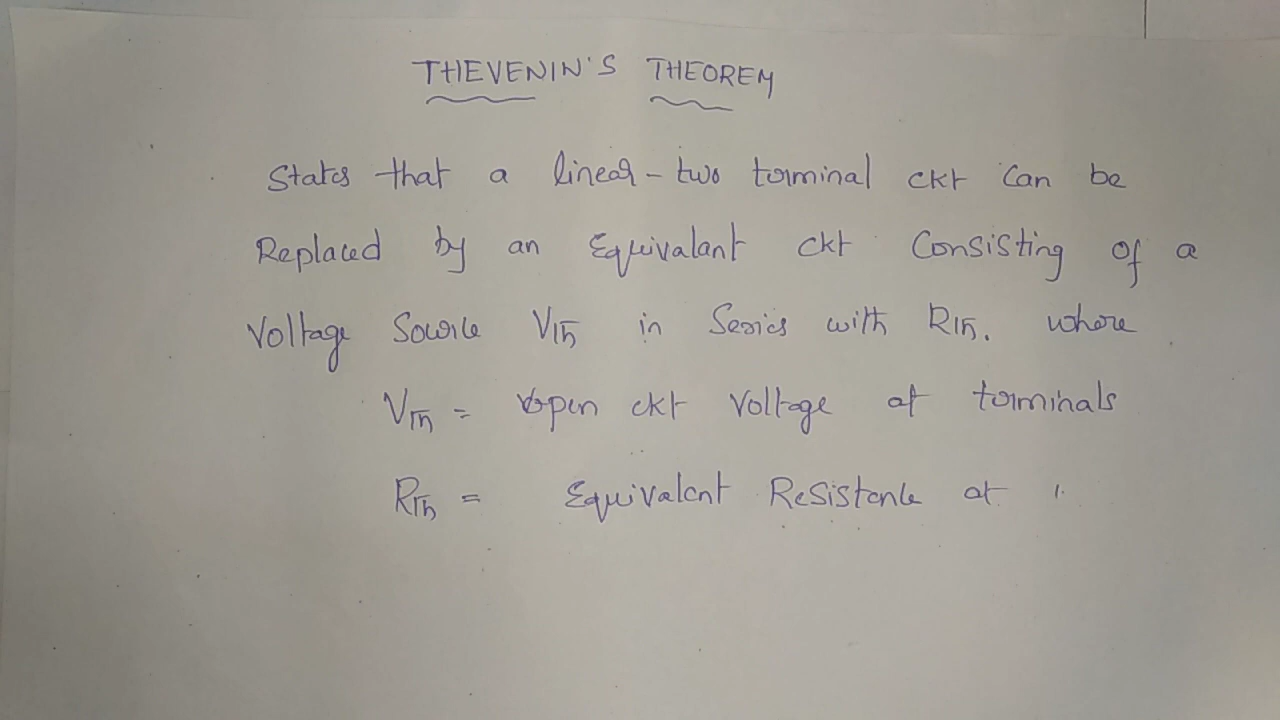 THEVENIN'S THEOREM
States that a linear - two terminal ckt Can be
Replaced by an Equivalant ckt Consisting of a
Voltage Source VTh in Series with RTh. where
VTh = open ckt Voltage at terminals
RTh = Equivalent Resistance at